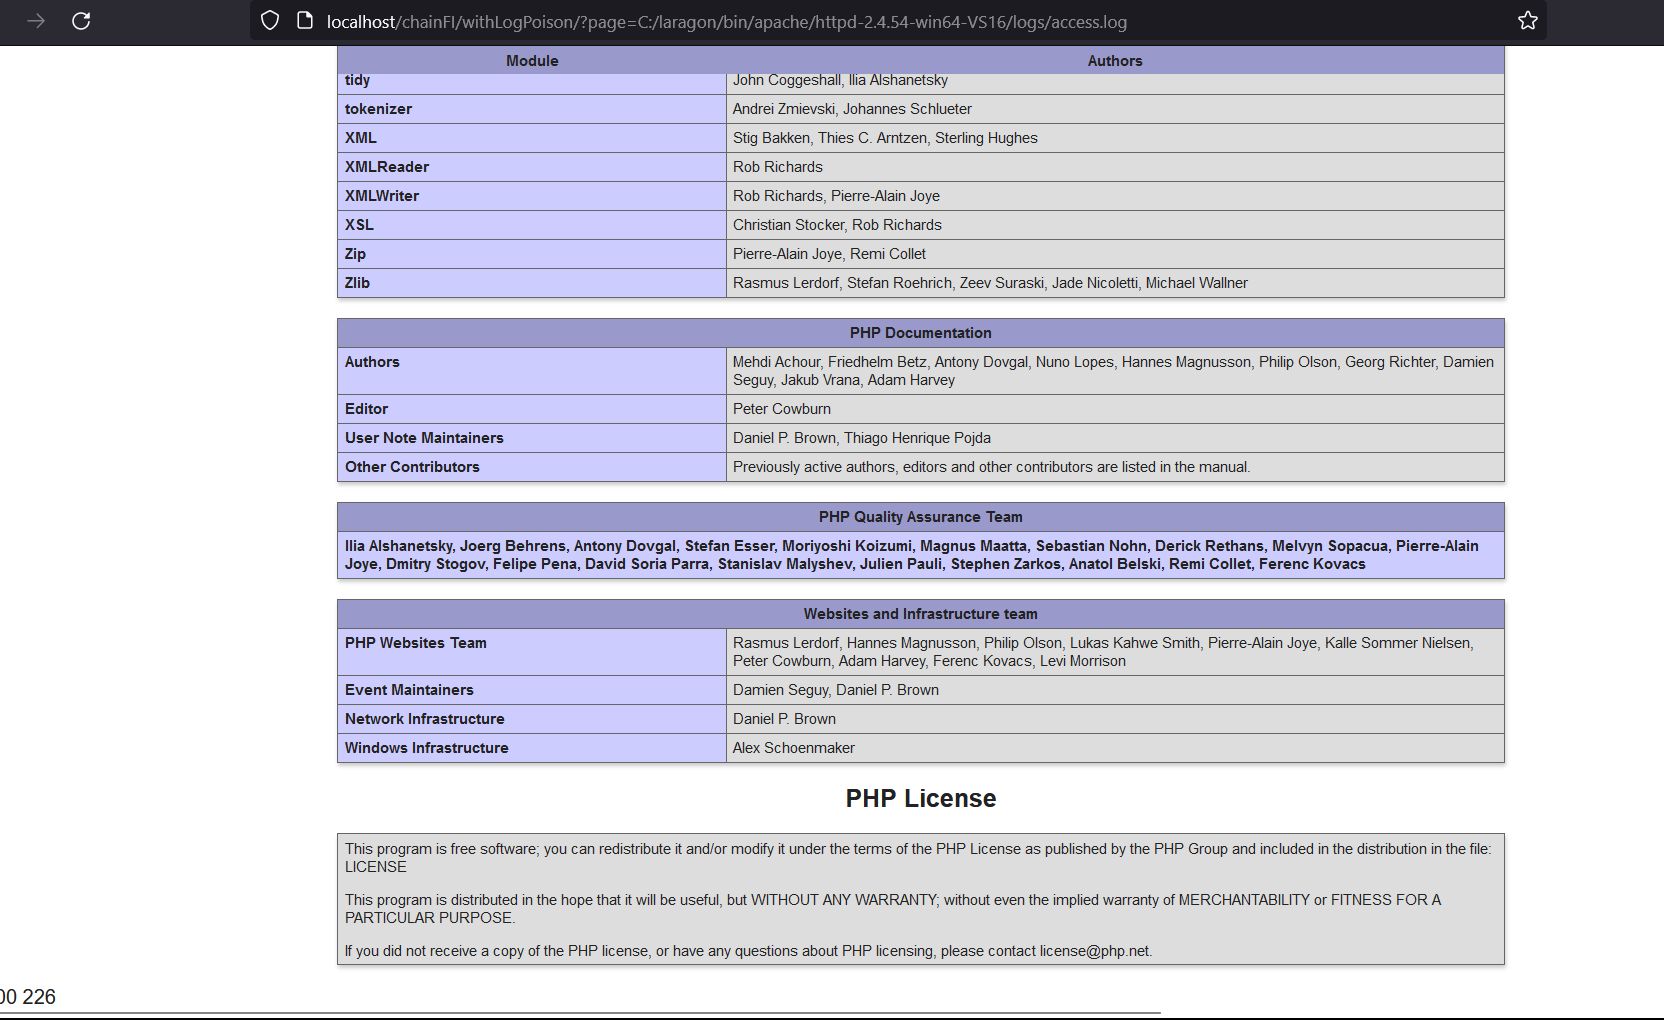 localhost/chainFI/withLogPoison/?page=C:/laragon/bin/apache/httpd-2.4.54-win64-VS16/logs/access.log
Module Authors
tidy John Coggeshall, Ilia Alshanetsky
tokenizer Andrei Zmievski, Johannes Schlueter
XML Stig Bakken, Thies C. Arntzen, Sterling Hughes
XMLReader Rob Richards
XMLWriter Rob Richards, Pierre-Alain Joye
XSL Christian Stocker, Rob Richards
Zip Pierre-Alain Joye, Remi Collet
Zlib Rasmus Lerdorf, Stefan Roehrich, Zeev Suraski, Jade Nicoletti, Michael Wallner
PHP Documentation
Authors Mehdi Achour, Friedhelm Betz, Antony Dovgal, Nuno Lopes, Hannes Magnusson, Philip Olson, Georg Richter, Damien
Seguy, Jakub Vrana, Adam Harvey
Editor Peter Cowburn
User Note Maintainers Daniel P. Brown, Thiago Henrique Pojda
Other Contributors Previously active authors, editors and other contributors are listed in the manual.
PHP Quality Assurance Team
Ilia Alshanetsky, Joerg Behrens, Antony Dovgal, Stefan Esser, Moriyoshi Koizumi, Magnus Maatta, Sebastian Nohn, Derick Rethans, Melvyn Sopacua, Pierre-Alain
Joye, Dmitry Stogov, Felipe Pena, David Soria Parra, Stanislav Malyshev, Julien Pauli, Stephen Zarkos, Anatol Belski, Remi Collet, Ferenc Kovacs
Websites and Infrastructure team
PHP Websites Team Rasmus Lerdorf, Hannes Magnusson, Philip Olson, Lukas Kahwe Smith, Pierre-Alain Joye, Kalle Sommer Nielsen,
Peter Cowburn, Adam Harvey, Ferenc Kovacs, Levi Morrison
Event Maintainers Damien Seguy, Daniel P. Brown
Network Infrastructure Daniel P. Brown
Windows Infrastructure Alex Schoenmaker
PHP License
This program is free software; you can redistribute it and/or modify it under the terms of the PHP License as published by the PHP Group and included in the distribution in the file:
LICENSE
This program is distributed in the hope that it will be useful, but WITHOUT ANY WARRANTY; without even the implied warranty of MERCHANTABILITY or FITNESS FOR A
PARTICULAR PURPOSE.
If you did not receive a copy of the PHP license, or have any questions about PHP licensing, please contact license@php.net.
00 226